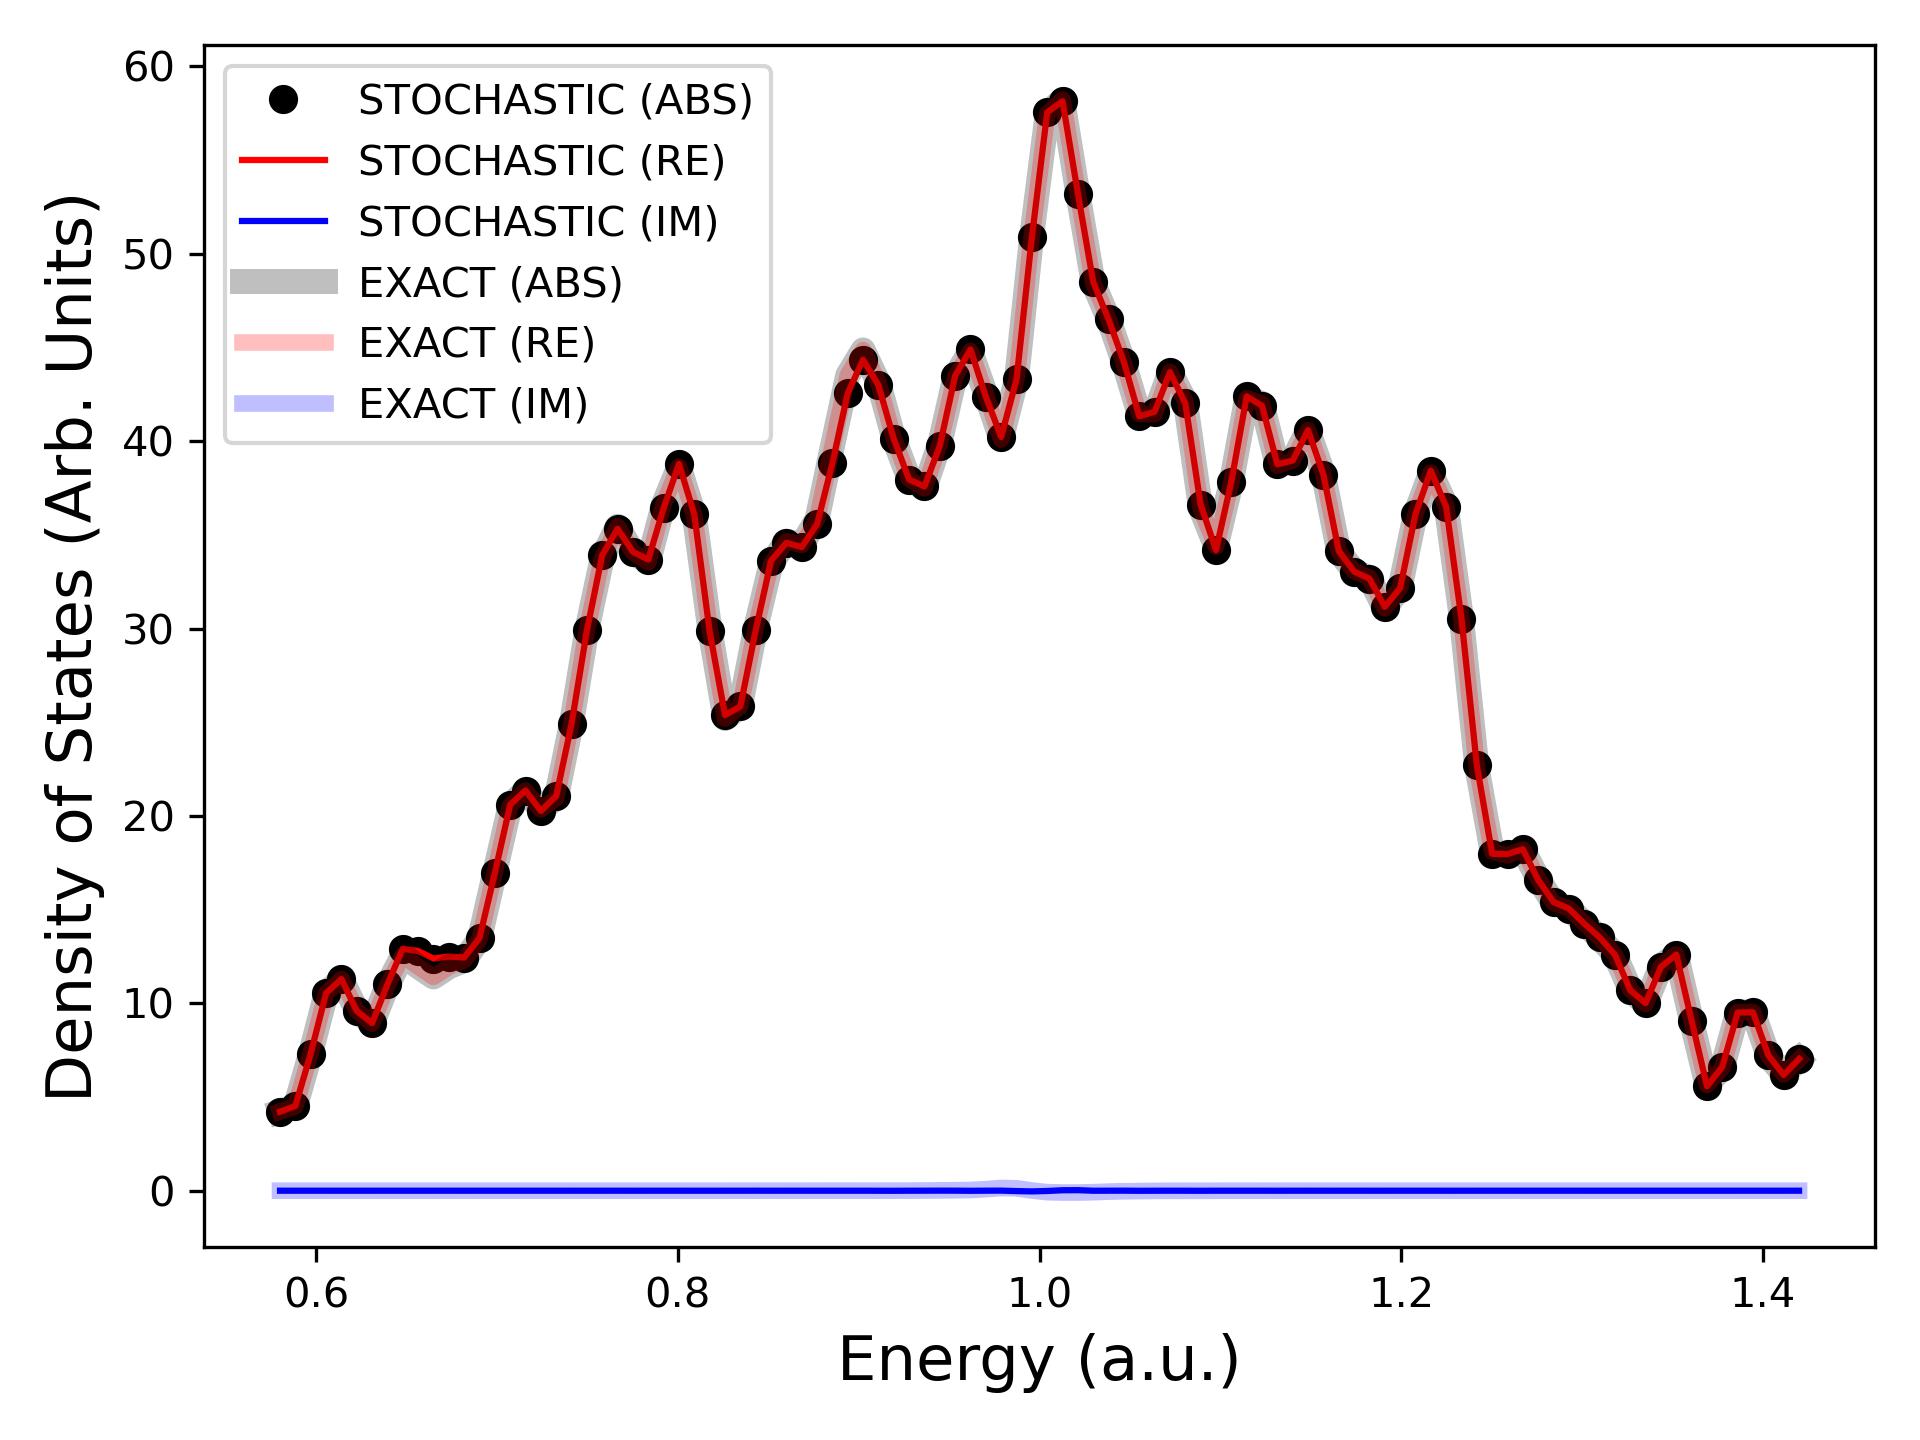 60
50
40
30
20
10
0
Density of States (Arb. Units)
STOCHASTIC (ABS)
STOCHASTIC (RE)
STOCHASTIC (IM)
EXACT (ABS)
EXACT (RE)
EXACT (IM)
0.6 0.8 1.0 1.2 1.4
Energy (a.u.)